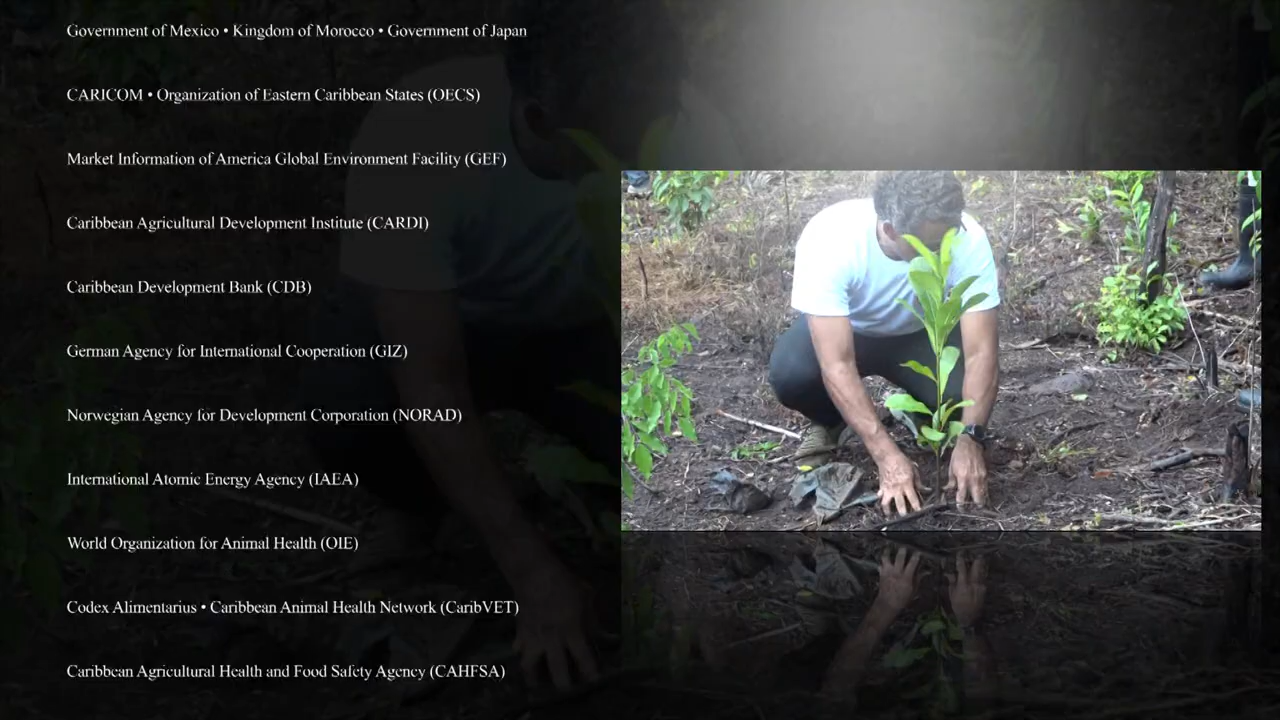 Government of Mexico • Kingdom of Morocco • Government of Japan
CARICOM • Organization of Eastern Caribbean States (OECS)
Market Information of America Global Environment Facility (GEF)
Caribbean Agricultural Development Institute (CARDI)
Caribbean Development Bank (CDB)
German Agency for International Cooperation (GIZ)
Norwegian Agency for Development Corporation (NORAD)
International Atomic Energy Agency (IAEA)
World Organization for Animal Health (OIE)
Codex Alimentarius • Caribbean Animal Health Network (CaribVET)
Caribbean Agricultural Health and Food Safety Agency (CAHFSA)